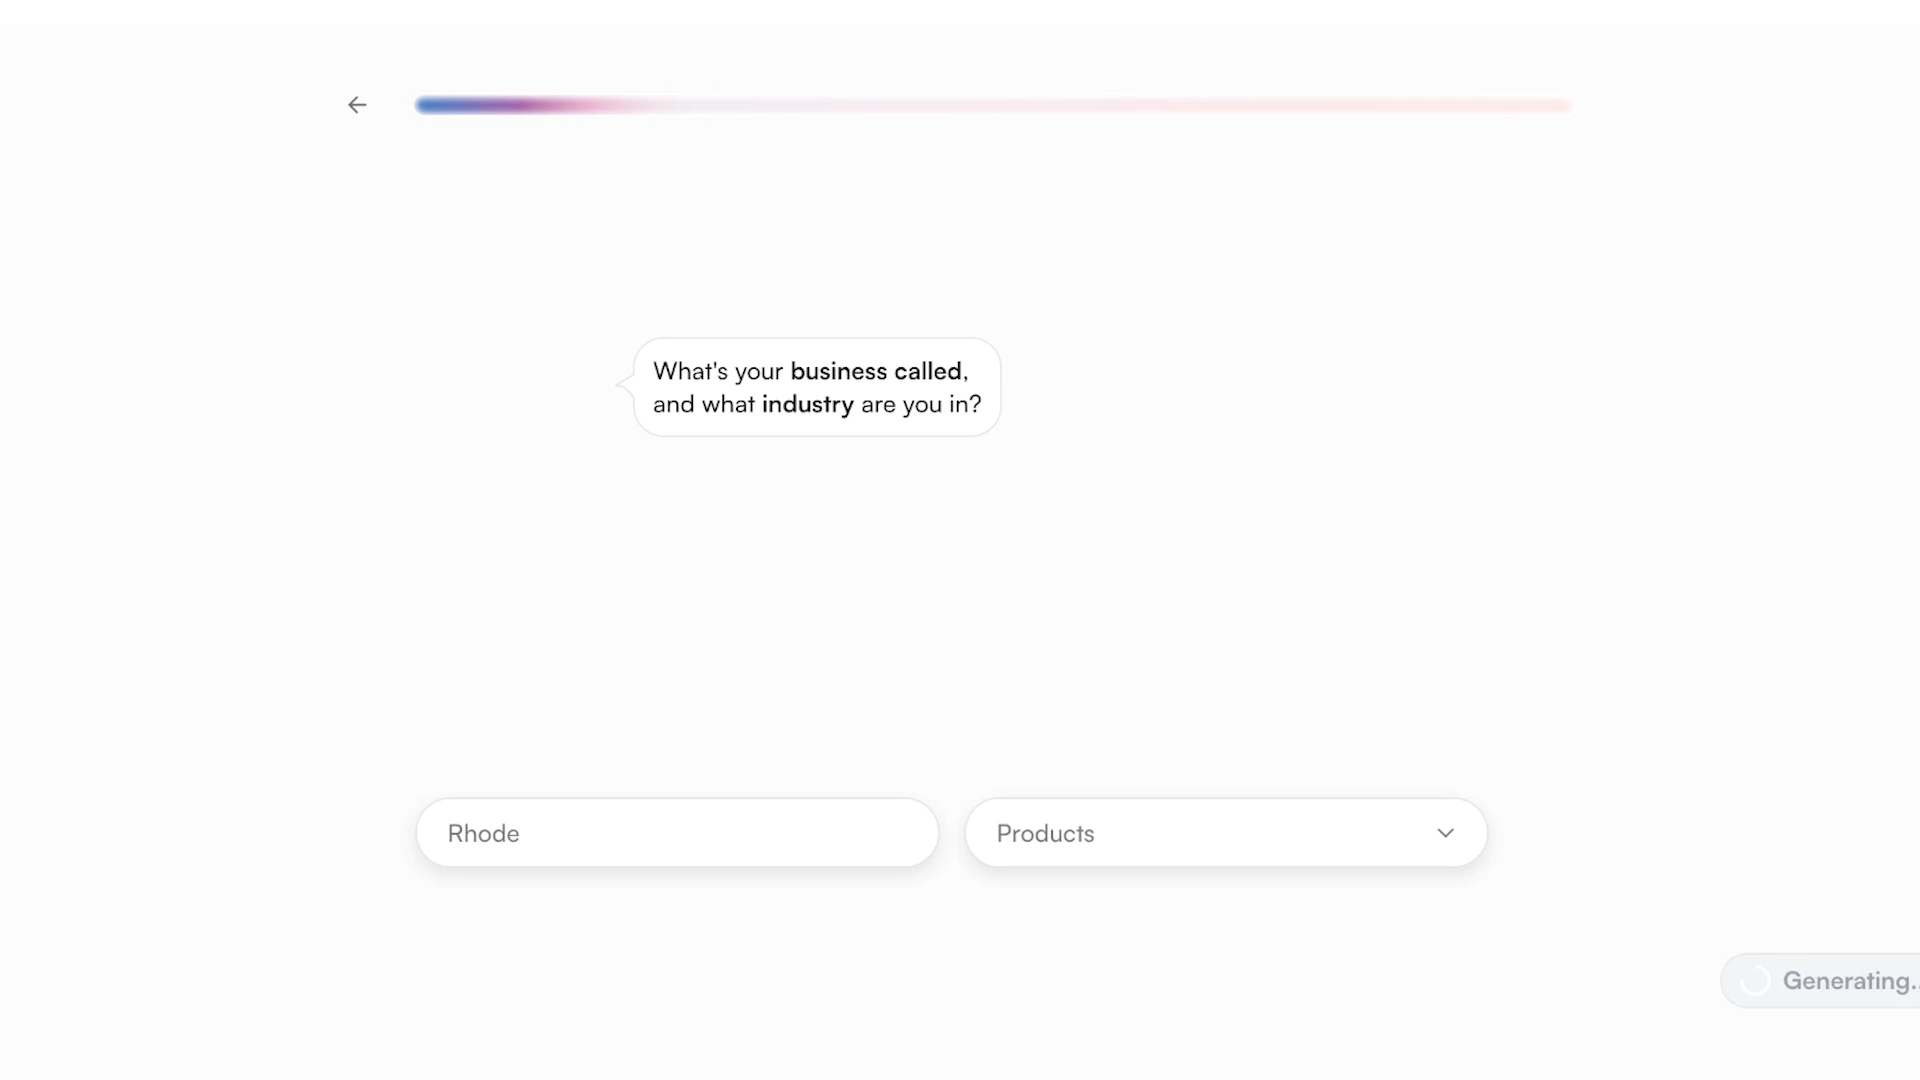 What's your business called,
and what industry are you in?
Rhode
Products
Generating..